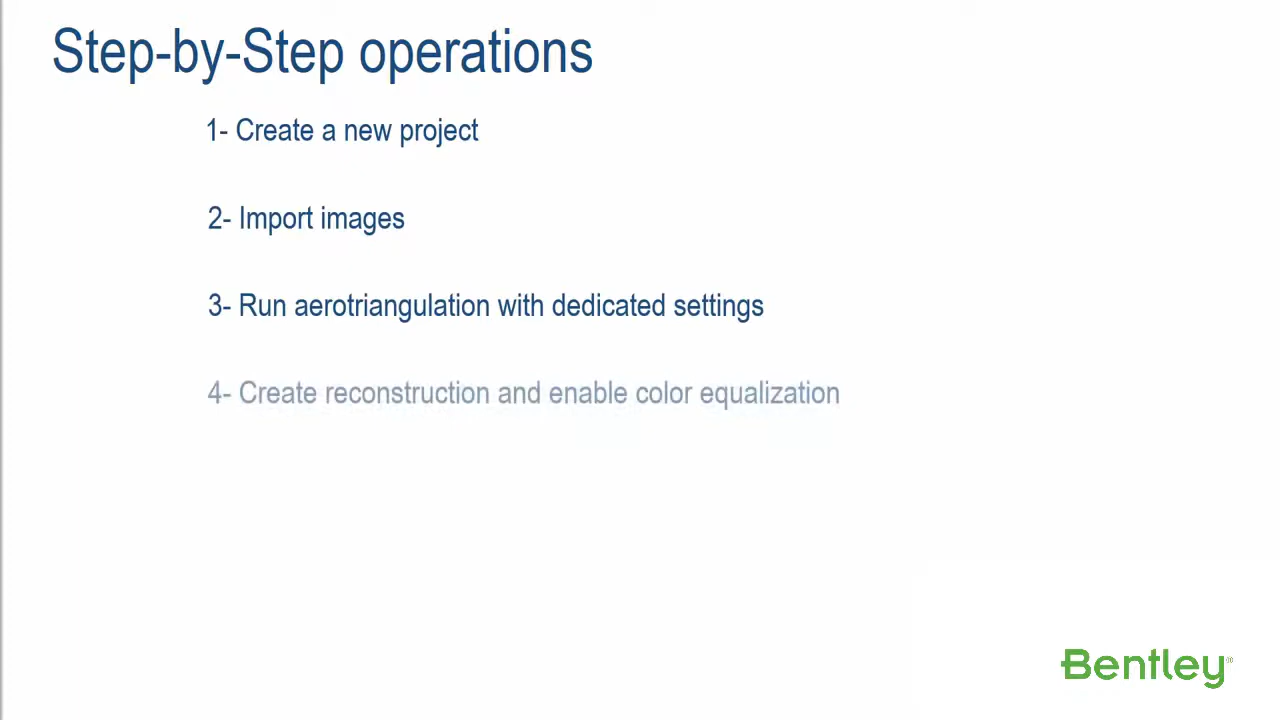 Step-by-Step operations
1- Create a new project
2- Import images
3- Run aerotriangulation with dedicated settings
4- Create reconstruction and enable color equalization
Bentley®